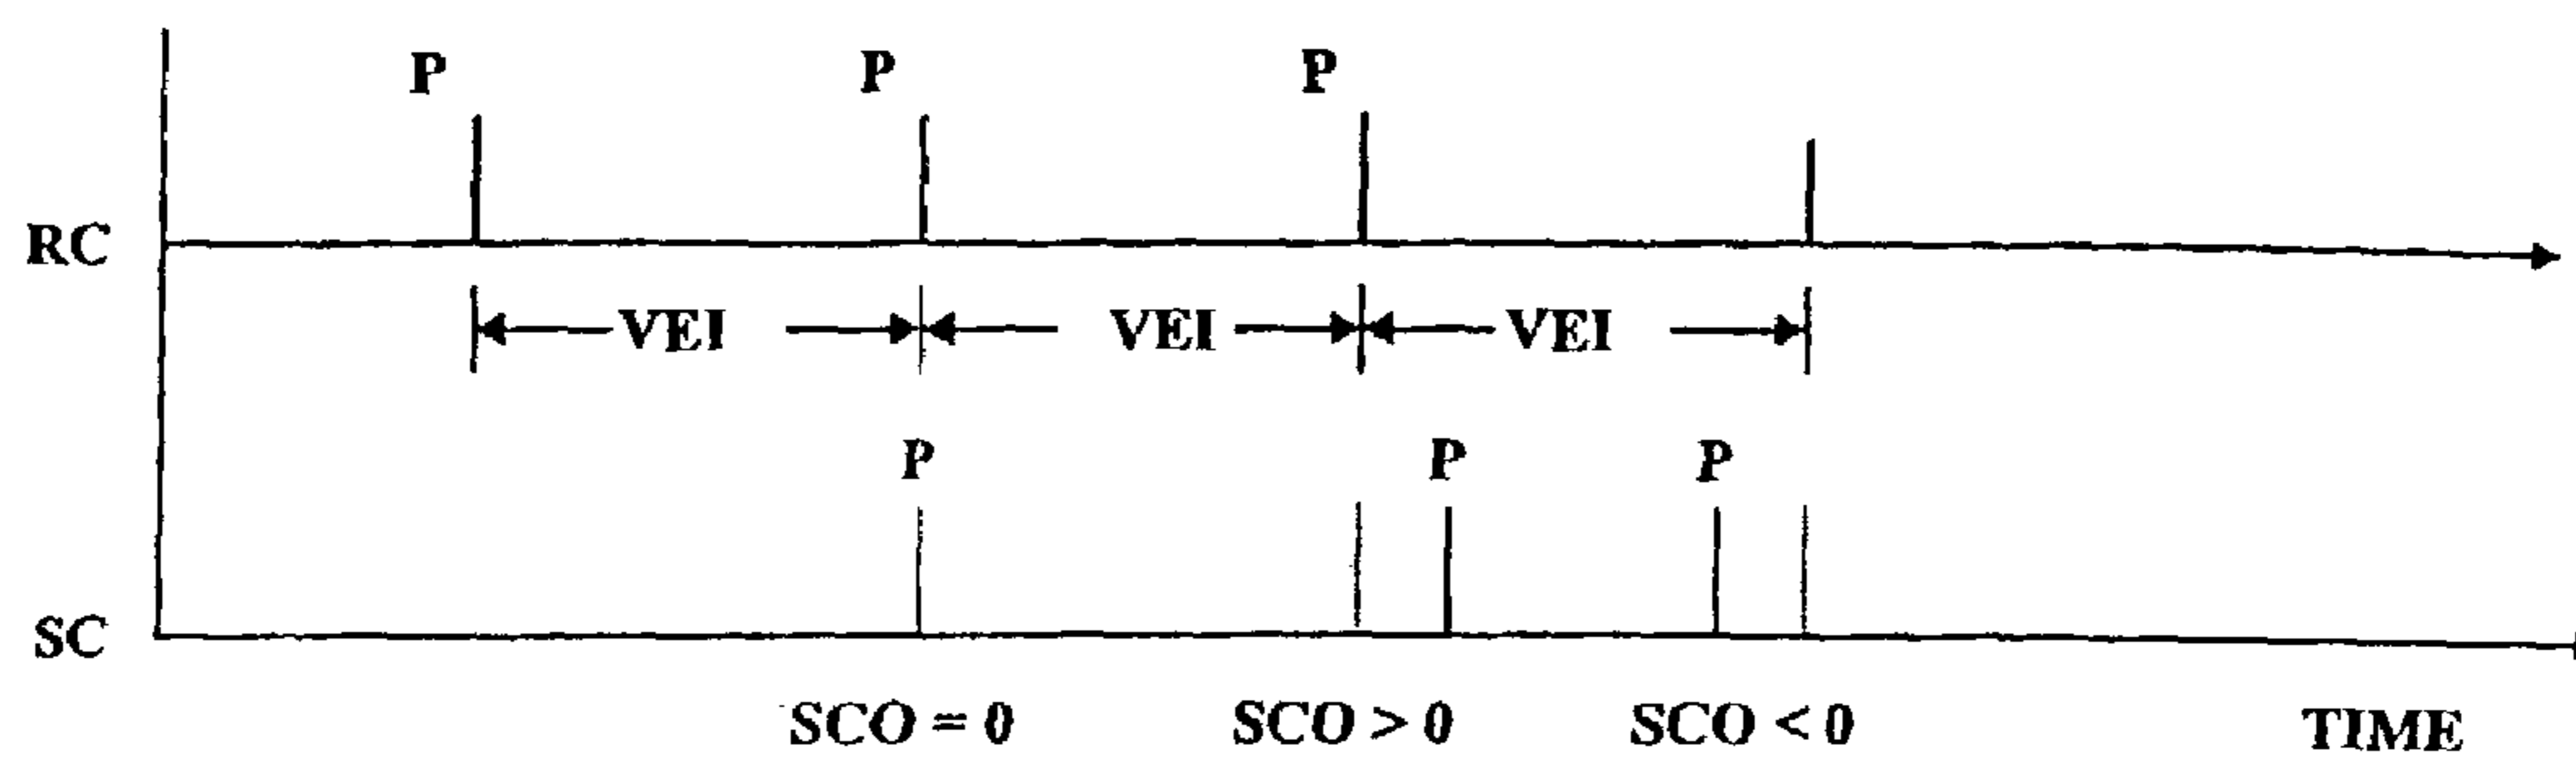 P P P
RC
VEI VEI VEI
P P P
SC
SCO = 0 SCO > 0 SCO < 0 TIME